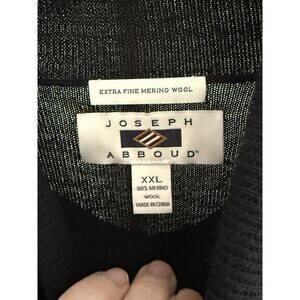 EXTRA FINE MERINO WOOL
JOSEPH
ABBOUD
XXL
100% MERINO
WOOL
MADE IN CHINA